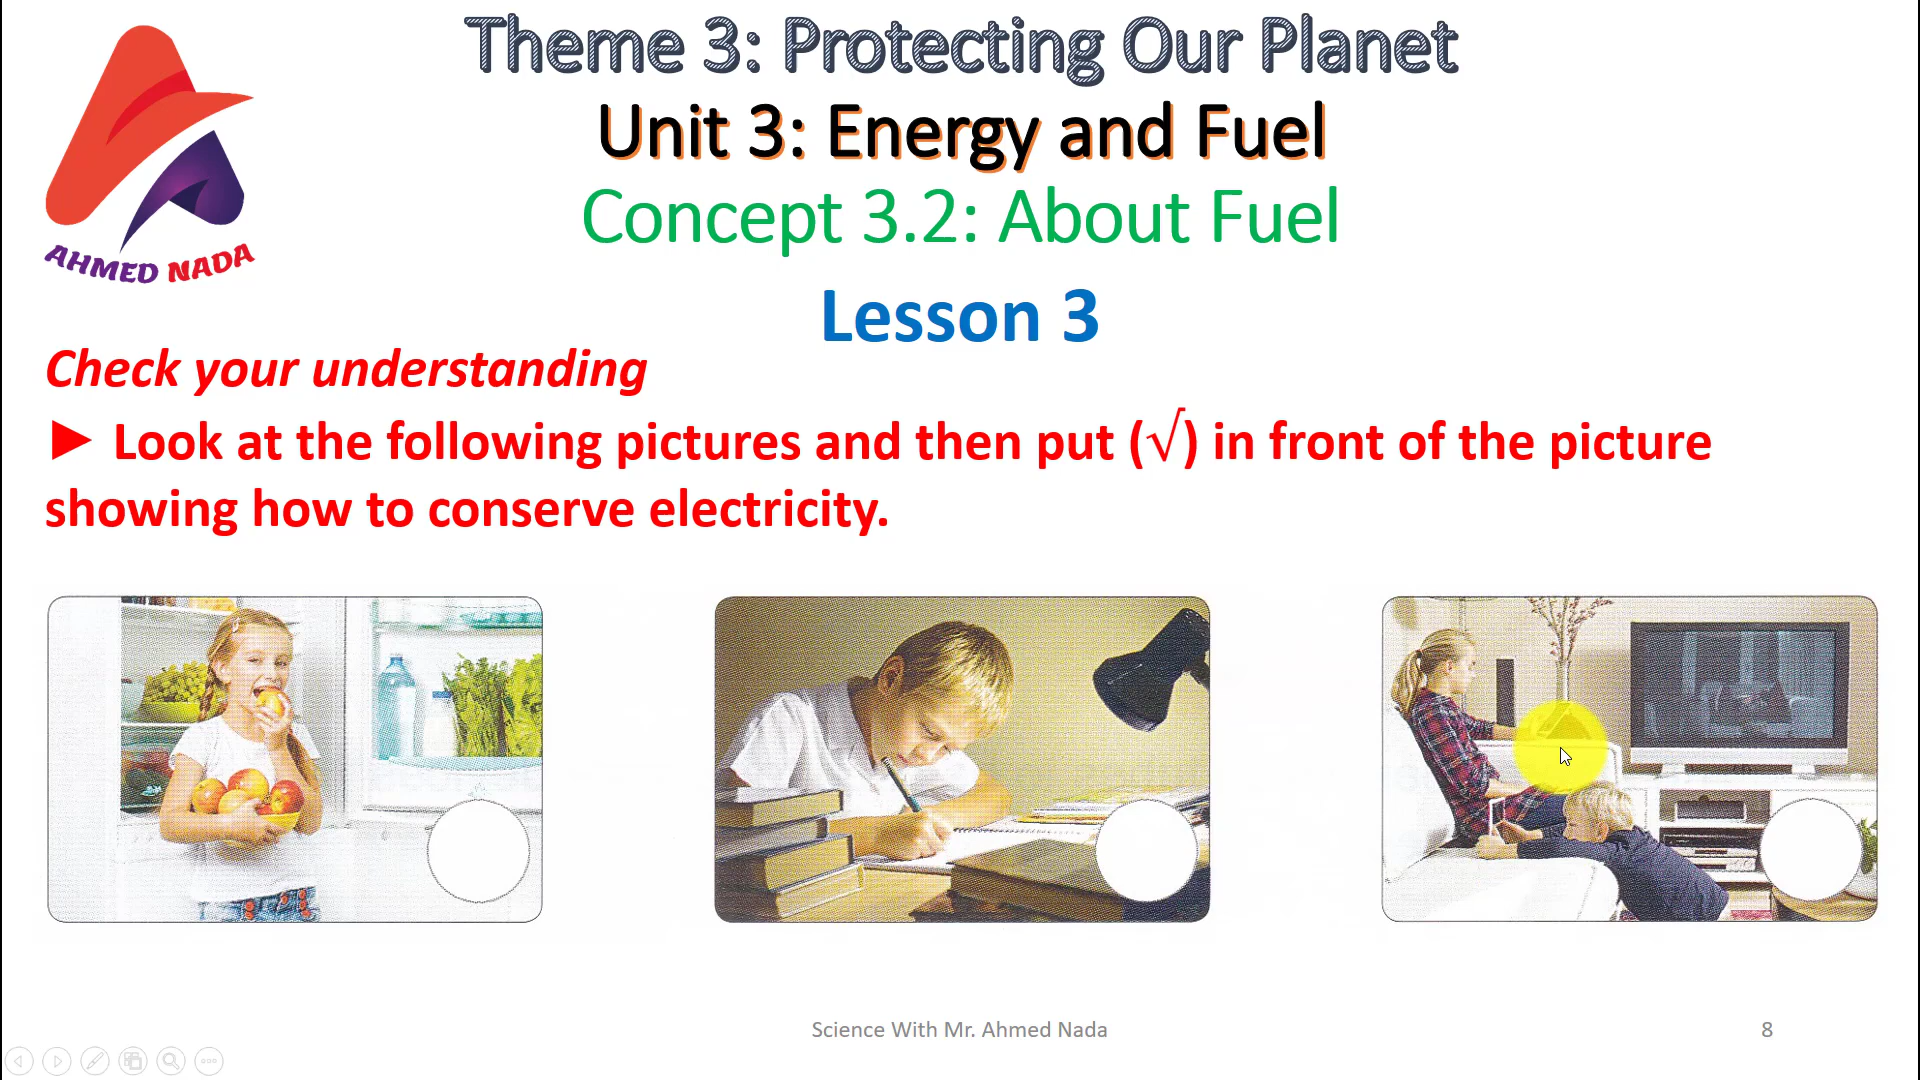 Theme 3: Protecting Our Planet
Unit 3: Energy and Fuel
Concept 3.2: About Fuel
AHMED NADA
Lesson 3
Check your understanding
► Look at the following pictures and then put (√) in front of the picture
showing how to conserve electricity.
Science With Mr. Ahmed Nada
8